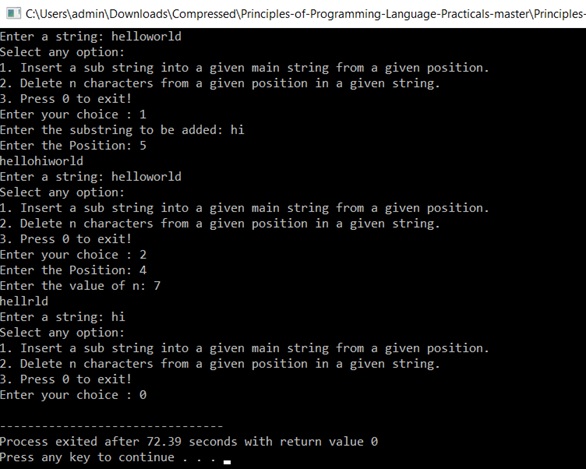 C:\Users\admin\Downloads\Compressed\Principles-of-Programming-Language-Practicals-master\Principles-
Enter a string: helloworld
Select any option:
1. Insert a sub string into a given main string from a given position.
2. Delete n characters from a given position in a given string.
3. Press 0 to exit!
Enter your choice : 1
Enter the substring to be added: hi
Enter the Position: 5
hellohiworld
Enter a string: helloworld
Select any option:
1. Insert a sub string into a given main string from a given position.
2. Delete n characters from a given position in a given string.
3. Press 0 to exit!
Enter your choice : 2
Enter the Position: 4
Enter the value of n: 7
hellrld
Enter a string: hi
Select any option:
1. Insert a sub string into a given main string from a given position.
2. Delete n characters from a given position in a given string.
3. Press 0 to exit!
Enter your choice : 0
--------------------------------
Process exited after 72.39 seconds with return value 0
Press any key to continue . . .